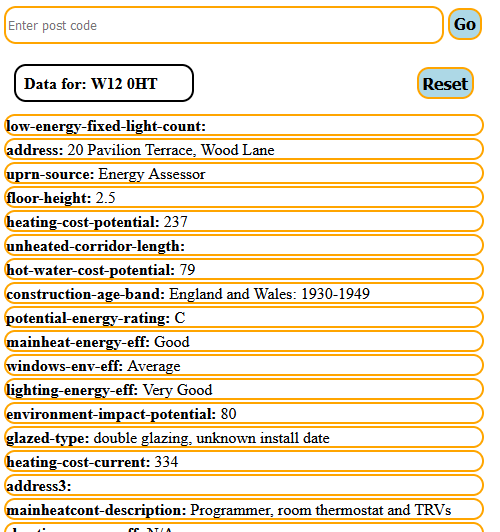 Enter post code
Go
Data for: W12 0HT
Reset
low-energy-fixed-light-count:
address: 20 Pavilion Terrace, Wood Lane
uprn-source: Energy Assessor
floor-height: 2.5
heating-cost-potential: 237
unheated-corridor-length:
hot-water-cost-potential: 79
construction-age-band: England and Wales: 1930-1949
potential-energy-rating: C
mainheat-energy-eff: Good
windows-env-eff: Average
lighting-energy-eff: Very Good
environment-impact-potential: 80
glazed-type: double glazing, unknown install date
heating-cost-current: 334
address3:
mainheatcont-description: Programmer, room thermostat and TRVs